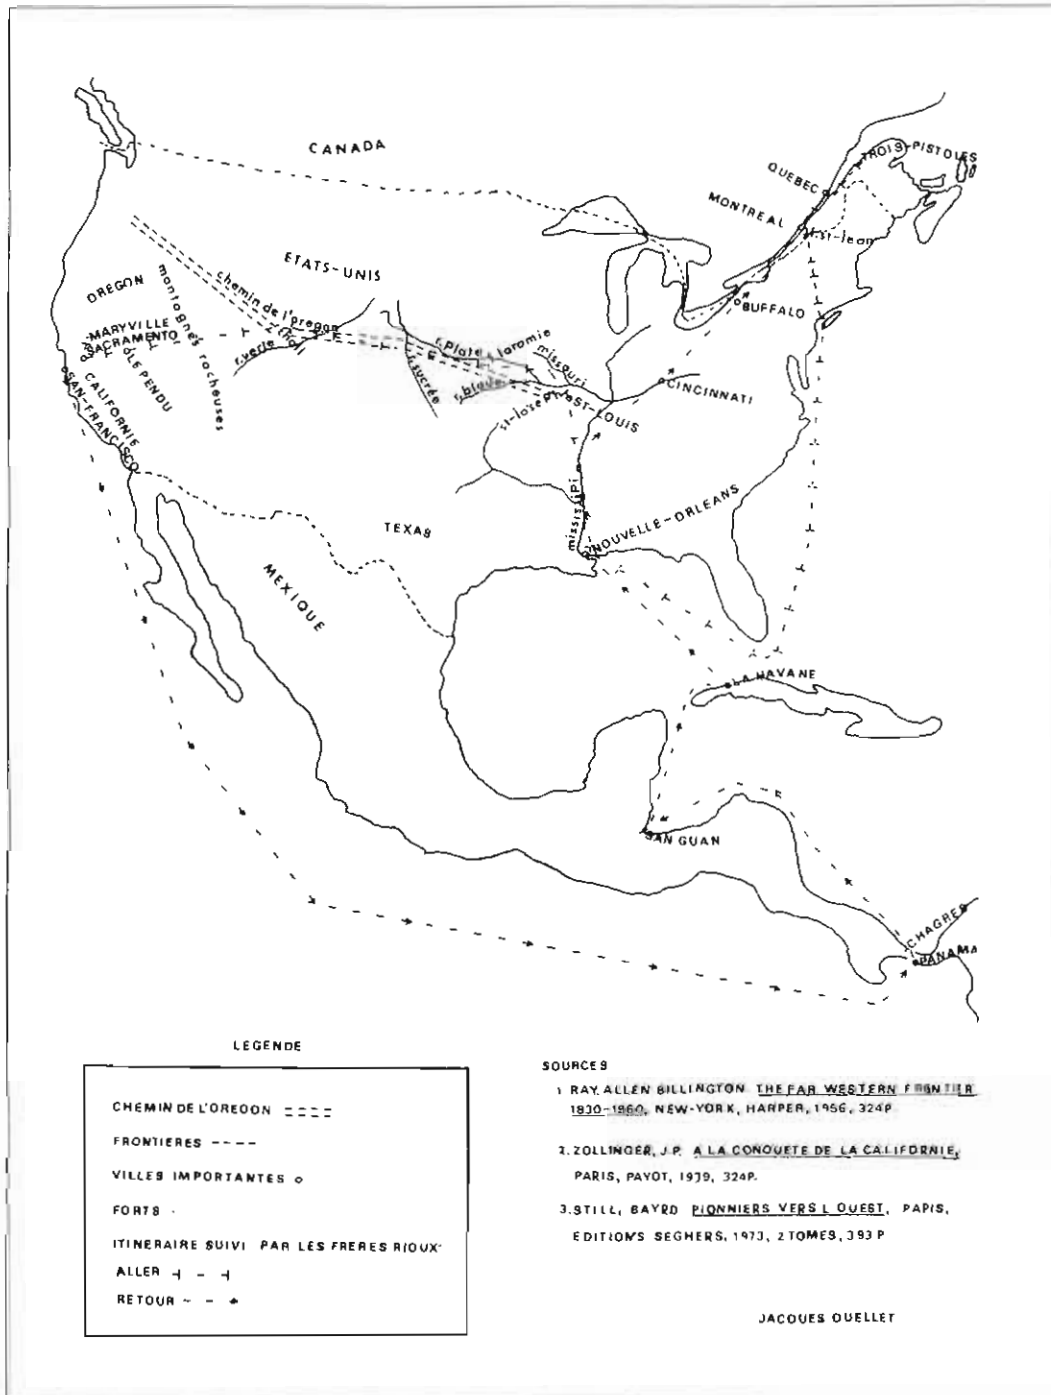 CANADA
TROIS-PISTOLES
QUEBEC
MONTREAL
f.st-jean
ETATS-UNIS
BUFFALO
OREGON
montagnes rocheuses
chemin de l'oregon
MARYVILLE
SACRAMENTO
LE PENDU
r.verte
f.hall
r.Plate
f.laramie
missouri
r.sucrée
r.bleue
st-Joseph
ST-LOUIS
CINCINNATI
CALIFORNIE
SAN-FRANCISCO
mississiPi
NOUVELLE-ORLEANS
TEXAS
MEXIQUE
LA HAVANE
SAN GUAN
CHAGRES
PANAMA
LEGENDE
CHEMIN DE L'OREGON
FRONTIERES
VILLES IMPORTANTES
FORTS
ITINERAIRE SUIVI PAR LES FRERES RIOUX
ALLER
RETOUR
SOURCES
1 RAY. ALLEN BILLINGTON THE FAR WESTERN FRONTIER
1830-1860, NEW-YORK, HARPER, 1956, 324P
2. ZOLLINGER, J.P. A LA CONQUETE DE LA CALIFORNIE,
PARIS, PAYOT, 1939, 324P.
3. STILL, BAYRD PIONNIERS VERS L OUEST, PARIS,
EDITIONS SEGHERS, 1973, 2 TOMES, 393 P
JACQUES OUELLET